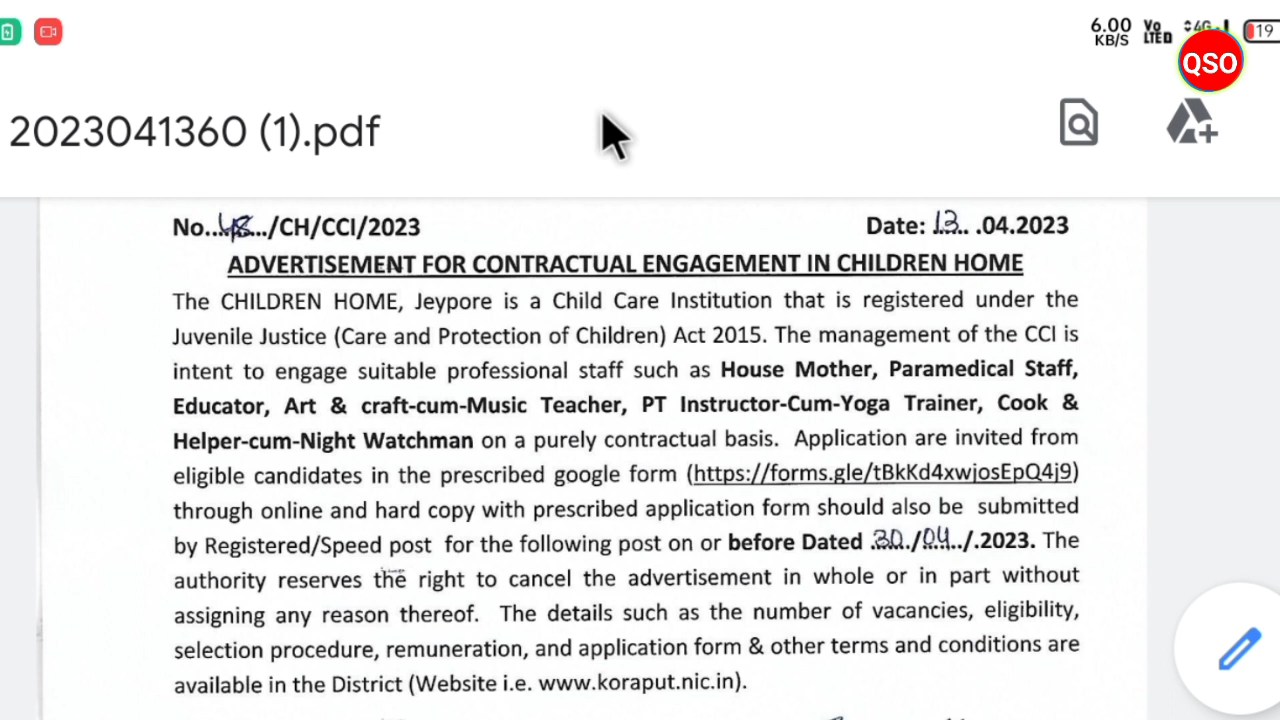 6.00
KB/S
Vo
LTE
4G
19
QSO
2023041360 (1).pdf
No....48..../CH/CCI/2023
Date: .13... .04.2023
ADVERTISEMENT FOR CONTRACTUAL ENGAGEMENT IN CHILDREN HOME
The CHILDREN HOME, Jeypore is a Child Care Institution that is registered under the
Juvenile Justice (Care and Protection of Children) Act 2015. The management of the CCI is
intent to engage suitable professional staff such as House Mother, Paramedical Staff,
Educator, Art & craft-cum-Music Teacher, PT Instructor-Cum-Yoga Trainer, Cook &
Helper-cum-Night Watchman on a purely contractual basis. Application are invited from
eligible candidates in the prescribed google form (https://forms.gle/tBkKd4xwjosEpQ4j9)
through online and hard copy with prescribed application form should also be submitted
by Registered/Speed post for the following post on or before Dated .30../.04../.2023. The
authority reserves the right to cancel the advertisement in whole or in part without
assigning any reason thereof. The details such as the number of vacancies, eligibility,
selection procedure, remuneration, and application form & other terms and conditions are
available in the District (Website i.e. www.koraput.nic.in).